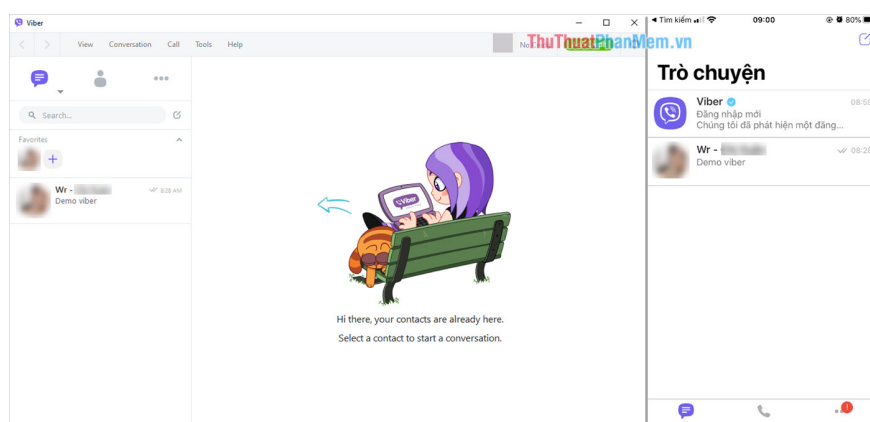 Viber
View Conversation Call Tools Help
ThuThuatPhanMem.vn
Search...
Favorites
Wr -
8:28 AM
Demo viber
Viber
Hi there, your contacts are already here.
Select a contact to start a conversation.
Tìm kiếm
09:00
80%
Trò chuyện
Viber
Đăng nhập mới
Chúng tôi đã phát hiện một đăng...
Wr -
08:28
Demo viber